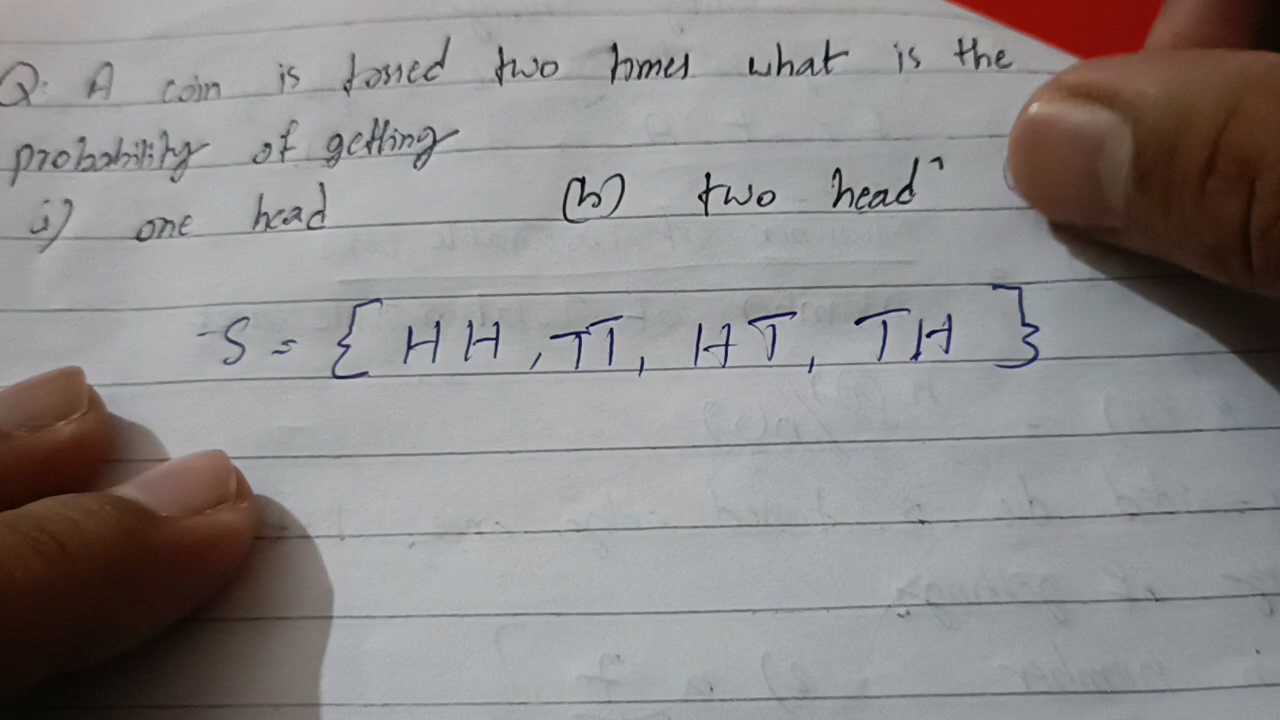 Q: A coin is tossed two times what is the
probability of getting
i) one head (b) two head
S = { HH , TT, HT, TH }